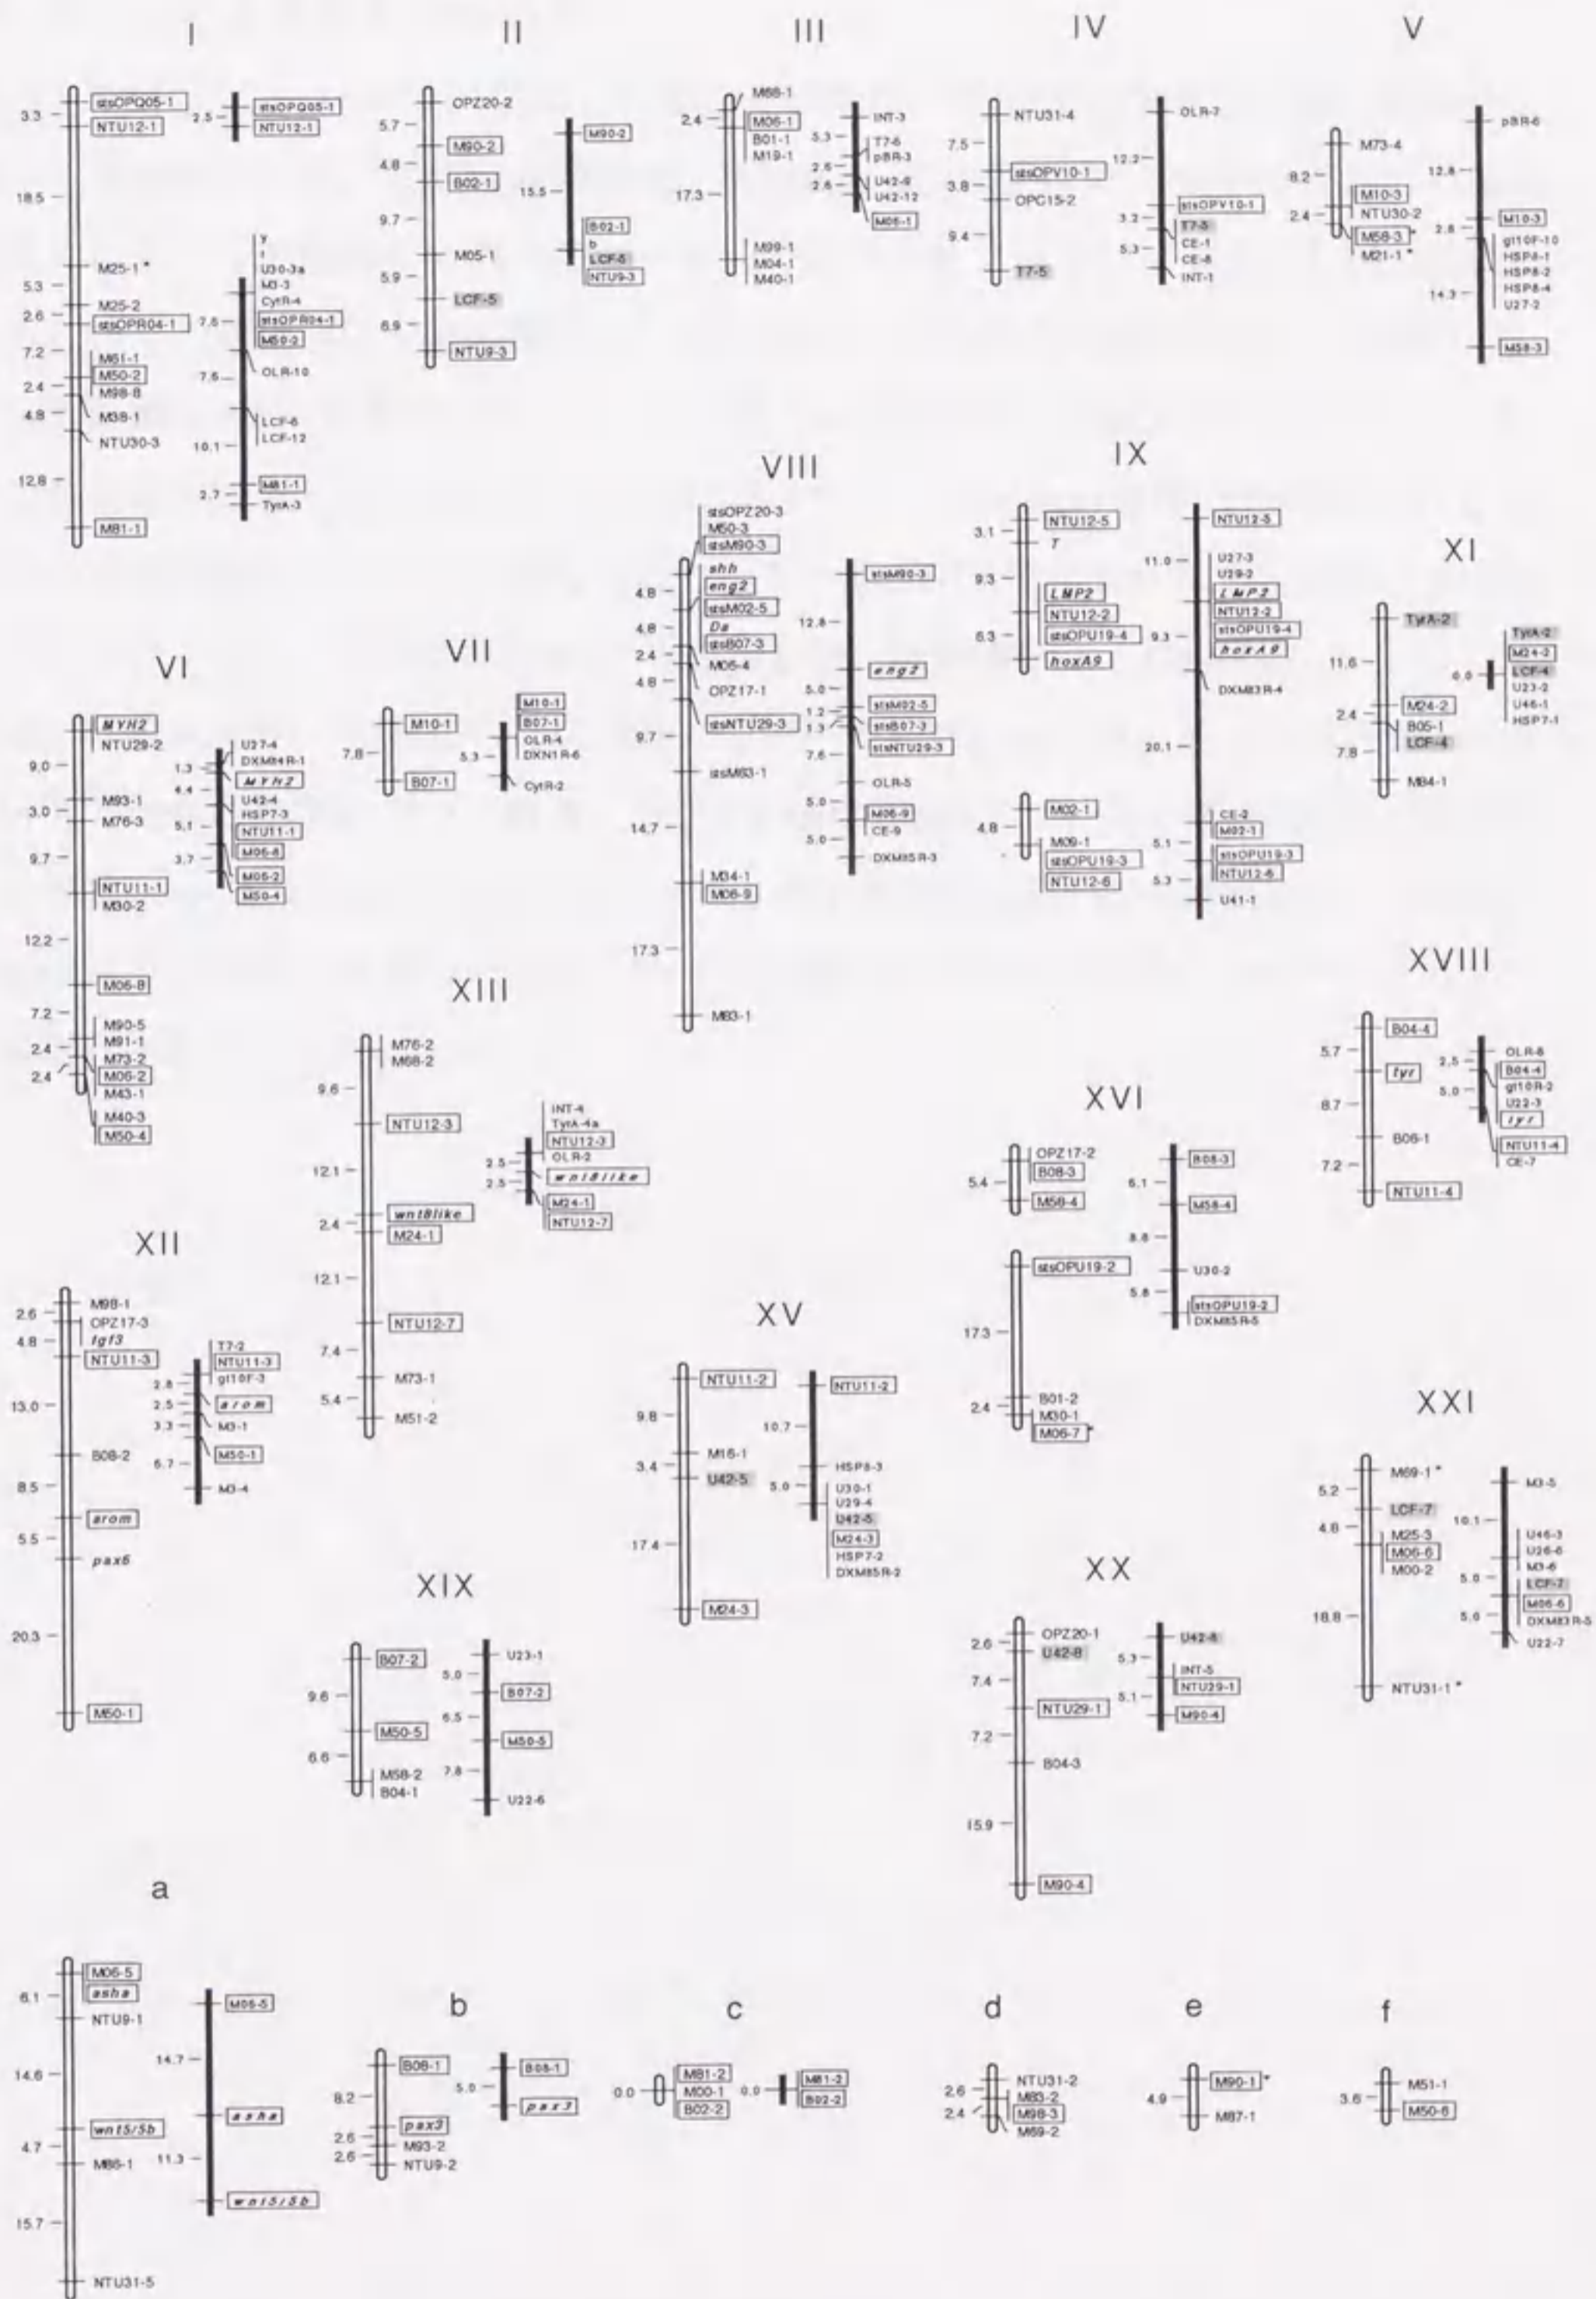 I
3.3
18.5
5.3
2.6
7.2
2.4
4.8
12.8
stsOPQ05-1
NTU12-1
M25-1 *
M25-2
stsOPR04-1
M61-1
M50-2
M98-8
M38-1
NTU30-3
M81-1
2.5
7.6
10.1
2.7
stsOPQ05-1
NTU12-1
y
U30-3a
M3-3
CytR-4
stsOPR04-1
M50-2
OLR-10
LCF-6
LCF-12
M81-1
TyrA-3
II
5.7
4.8
9.7
5.9
6.9
OPZ20-2
M90-2
B02-1
M05-1
LCF-5
NTU9-3
15.5
M90-2
B02-1
b
LCF-5
NTU9-3
III
2.4
17.3
M68-1
M06-1
B01-1
M19-1
M99-1
M04-1
M40-1
5.3
2.6
2.6
INT-3
T7-6
pBR-3
U42-9
U42-12
M06-1
IV
7.5
3.8
9.4
NTU31-4
stsOPV10-1
OPC15-2
T7-5
12.2
3.2
5.3
OLR-7
stsOPV10-1
T7-5
CE-1
CE-8
INT-1
V
8.2
2.4
M73-4
M10-3
NTU30-2
M58-3 *
M21-1 *
12.8
2.8
14.3
pBR-6
M10-3
gt10F-10
HSP8-1
HSP8-2
HSP8-4
U27-2
M58-3
VI
9.0
3.0
9.7
12.2
7.2
2.4
2.4
MYH2
NTU29-2
M93-1
M76-3
NTU11-1
M30-2
M06-8
M90-5
M91-1
M73-2
M06-2
M43-1
M40-3
M50-4
1.3
4.4
5.1
3.7
U27-4
DXM84R-1
MYH2
U42-4
HSP7-3
NTU11-1
M06-8
M06-2
M50-4
VII
7.8
M10-1
B07-1
5.3
M10-1
B07-1
OLR-4
DXN1R-6
CytR-2
VIII
4.8
4.8
2.4
4.8
9.7
14.7
17.3
stsOPZ20-3
M50-3
stsM90-3
shh
eng2
stsM02-5
Da
stsB07-3
M06-4
OPZ17-1
stsNTU29-3
stsM83-1
M34-1
M06-9
M83-1
12.8
5.0
1.2
1.3
7.6
5.0
5.0
stsM90-3
eng2
stsM02-5
stsB07-3
stsNTU29-3
OLR-5
M06-9
CE-9
DXM85R-3
IX
3.1
9.3
6.3
NTU12-5
T
LMP2
NTU12-2
stsOPU19-4
hoxA9
4.8
M02-1
M09-1
stsOPU19-3
NTU12-6
11.0
9.3
20.1
5.1
5.3
NTU12-5
U27-3
U29-2
LMP2
NTU12-2
stsOPU19-4
hoxA9
DXM83R-4
CE-2
M02-1
stsOPU19-3
NTU12-6
U41-1
XI
11.6
2.4
7.8
TyrA-2
M24-2
B05-1
LCF-4
M84-1
0.0
TyrA-2
M24-2
LCF-4
U23-2
U46-1
HSP7-1
XII
2.6
4.8
13.0
8.5
5.5
20.3
M98-1
OPZ17-3
fgf3
NTU11-3
B08-2
arom
pax6
M50-1
2.8
2.5
3.3
6.7
T7-2
NTU11-3
gt10F-3
arom
M3-1
M50-1
M3-4
XIII
9.6
12.1
2.4
12.1
7.4
5.4
M76-2
M68-2
NTU12-3
wnt8like
M24-1
NTU12-7
M73-1
M51-2
2.5
2.5
INT-4
TyrA-4a
NTU12-3
OLR-2
wnt8like
M24-1
NTU12-7
XV
9.8
3.4
17.4
NTU11-2
M16-1
U42-5
M24-3
10.7
5.0
NTU11-2
HSP8-3
U30-1
U29-4
U42-5
M24-3
HSP7-2
DXM85R-2
XVI
5.4
OPZ17-2
B08-3
M58-4
17.3
2.4
stsOPU19-2
B01-2
M30-1
M06-7 *
6.1
8.8
5.8
B08-3
M58-4
U30-2
stsOPU19-2
DXM85R-5
XVIII
5.7
8.7
7.2
B04-4
tyr
B06-1
NTU11-4
2.5
5.0
OLR-8
B04-4
gt10R-2
U22-3
tyr
NTU11-4
CE-7
XIX
9.6
6.6
B07-2
M50-5
M58-2
B04-1
5.0
6.5
7.8
U23-1
B07-2
M50-5
U22-6
XX
2.6
7.4
7.2
15.9
OPZ20-1
U42-8
NTU29-1
B04-3
M90-4
5.3
5.1
U42-8
INT-5
NTU29-1
M90-4
XXI
5.2
4.8
18.8
M69-1 *
LCF-7
M25-3
M06-6
M00-2
NTU31-1 *
10.1
5.0
5.0
M3-5
U46-3
U26-6
M3-6
LCF-7
M06-6
DXM83R-5
U22-7
a
6.1
14.6
4.7
15.7
M06-5
asha
NTU9-1
wnt5/5b
M86-1
NTU31-5
14.7
11.3
M06-5
asha
wnt5/5b
b
8.2
2.6
2.6
B08-1
pax3
M93-2
NTU9-2
5.0
B08-1
pax3
c
0.0
M81-2
M00-1
B02-2
0.0
M81-2
B02-2
d
2.6
2.4
NTU31-2
M83-2
M98-3
M69-2
e
4.9
M90-1 *
M87-1
f
3.6
M51-1
M50-6